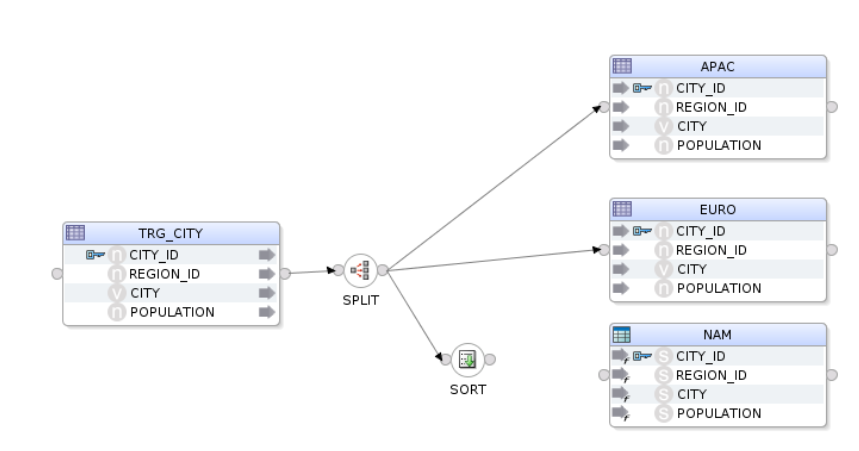 APAC
n CITY_ID
n REGION_ID
v CITY
n POPULATION
EURO
n CITY_ID
n REGION_ID
v CITY
n POPULATION
TRG_CITY
n CITY_ID
n REGION_ID
v CITY
n POPULATION
SPLIT
SORT
NAM
f S CITY_ID
f S REGION_ID
f S CITY
f S POPULATION